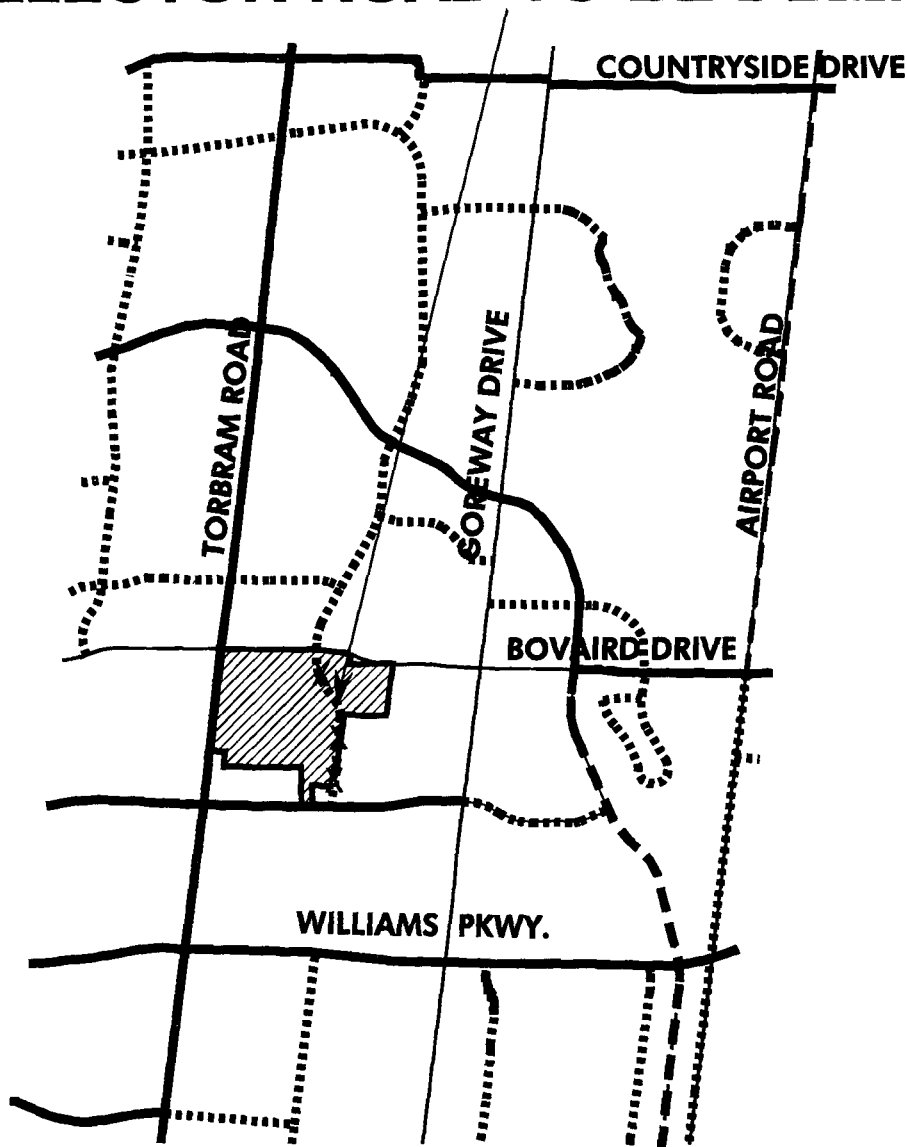 COUNTRYSIDE DRIVE
TORBRAM ROAD
GOREWAY DRIVE
AIRPORT ROAD
BOVAIRD DRIVE
WILLIAMS PKWY.